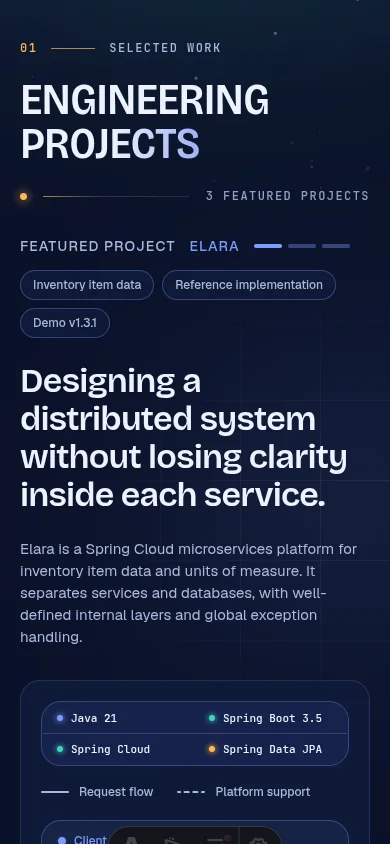 01 SELECTED WORK
ENGINEERING
PROJECTS
3 FEATURED PROJECTS
FEATURED PROJECT ELARA
Inventory item data Reference implementation
Demo v1.3.1
Designing a
distributed system
without losing clarity
inside each service.
Elara is a Spring Cloud microservices platform for
inventory item data and units of measure. It
separates services and databases, with well-
defined internal layers and global exception
handling.
Java 21 Spring Boot 3.5
Spring Cloud Spring Data JPA
Request flow Platform support
Client